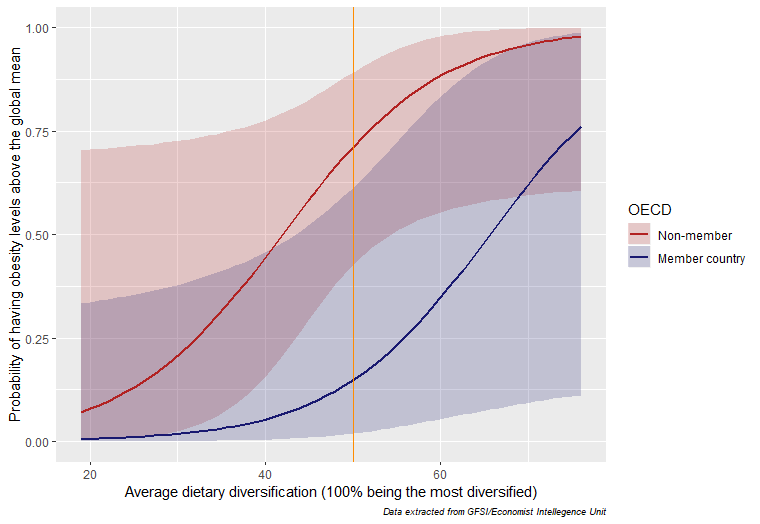 Probability of having obesity levels above the global mean
1.00
0.75
0.50
0.25
0.00
20
40
60
Average dietary diversification (100% being the most diversified)
Data extracted from GFSI/Economist Intellegence Unit
OECD
Non-member
Member country